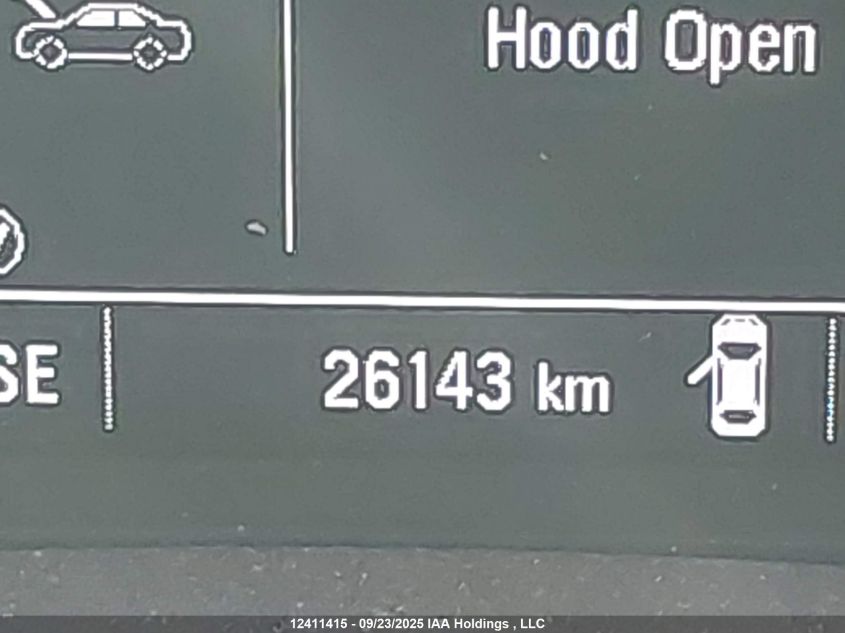 Hood Open
SE
26143 km
12411415 - 09/23/2025 IAA Holdings , LLC